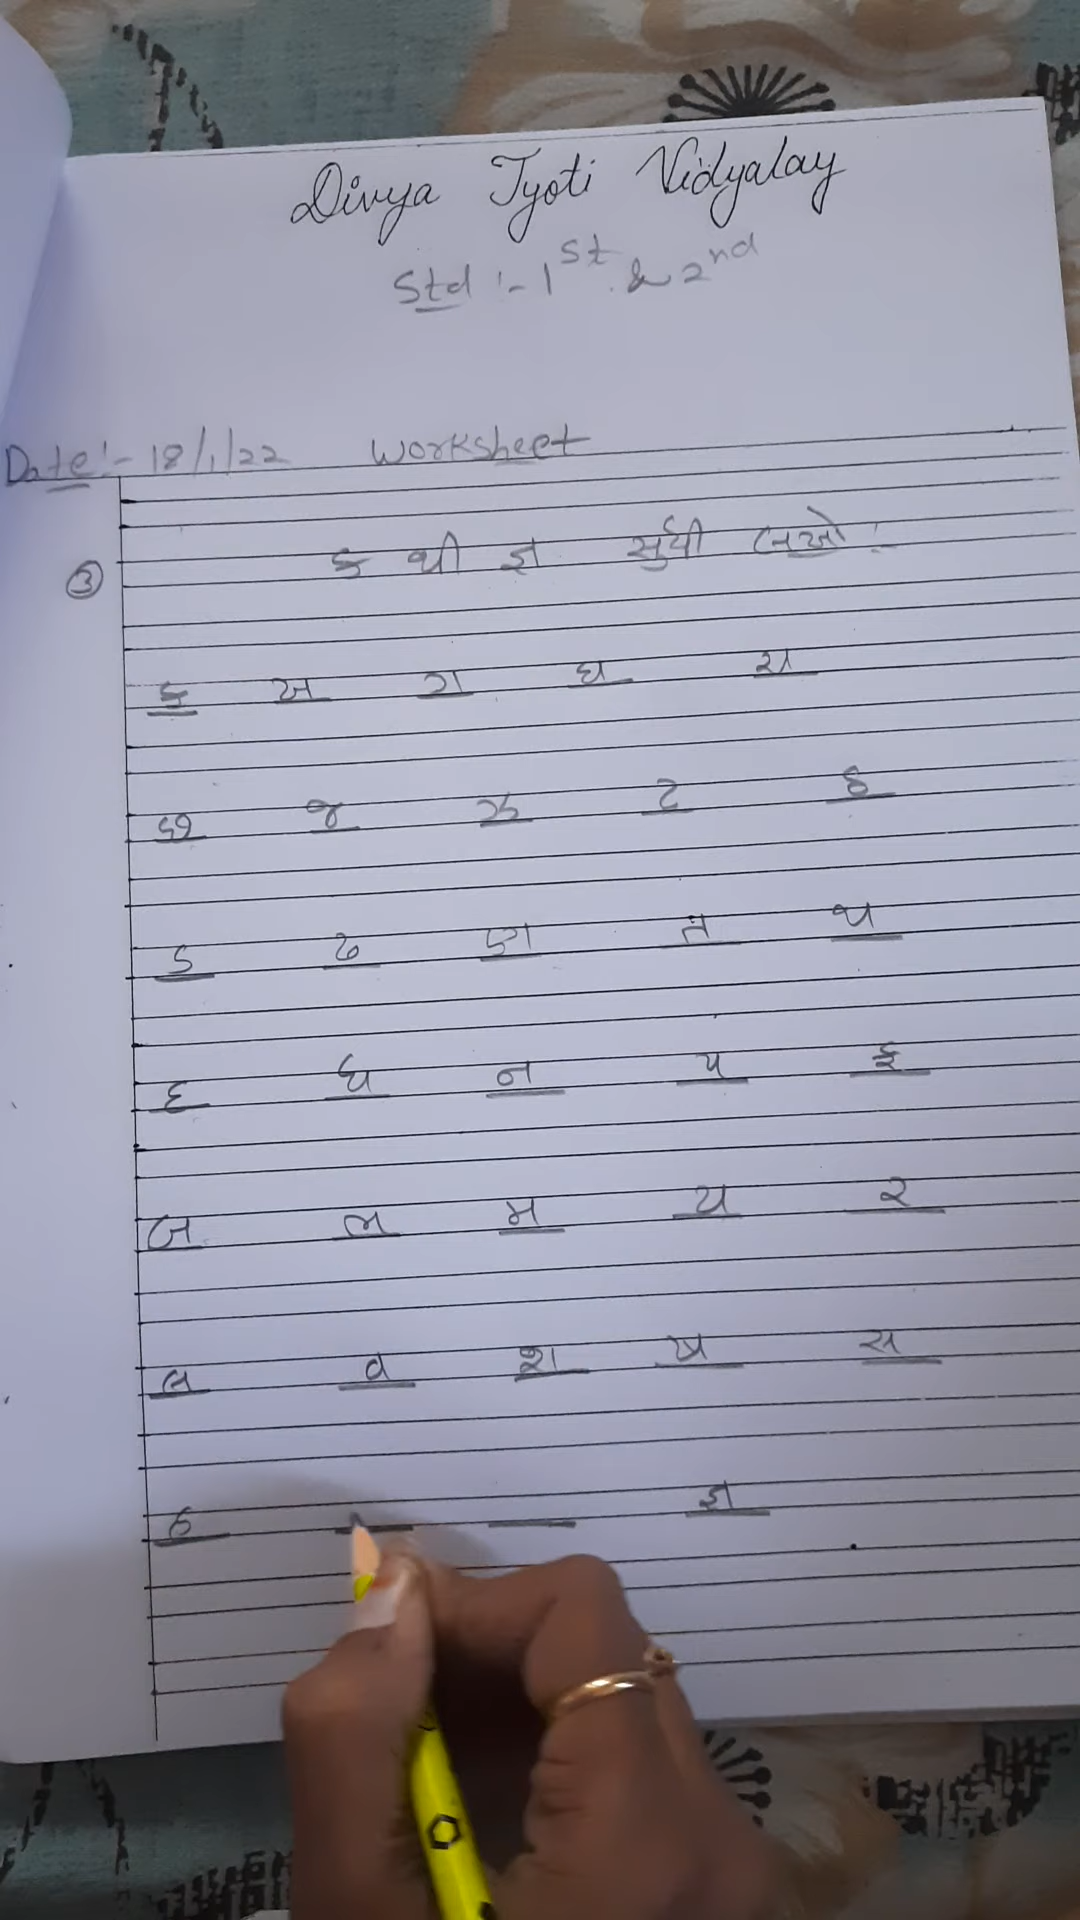 Divya Jyoti Vidyalay
Std :- 1st & 2nd
Date :- 18/1/22 Worksheet
③ ક થી જ્ઞ સુધી લખો :
ક ખ ગ ઘ ચ
છ જ ઝ ટ ઠ
ડ ઢ ણ ત થ
દ ધ ન પ ફ
બ ભ મ ય ર
લ વ શ ષ સ
હ જ્ઞ